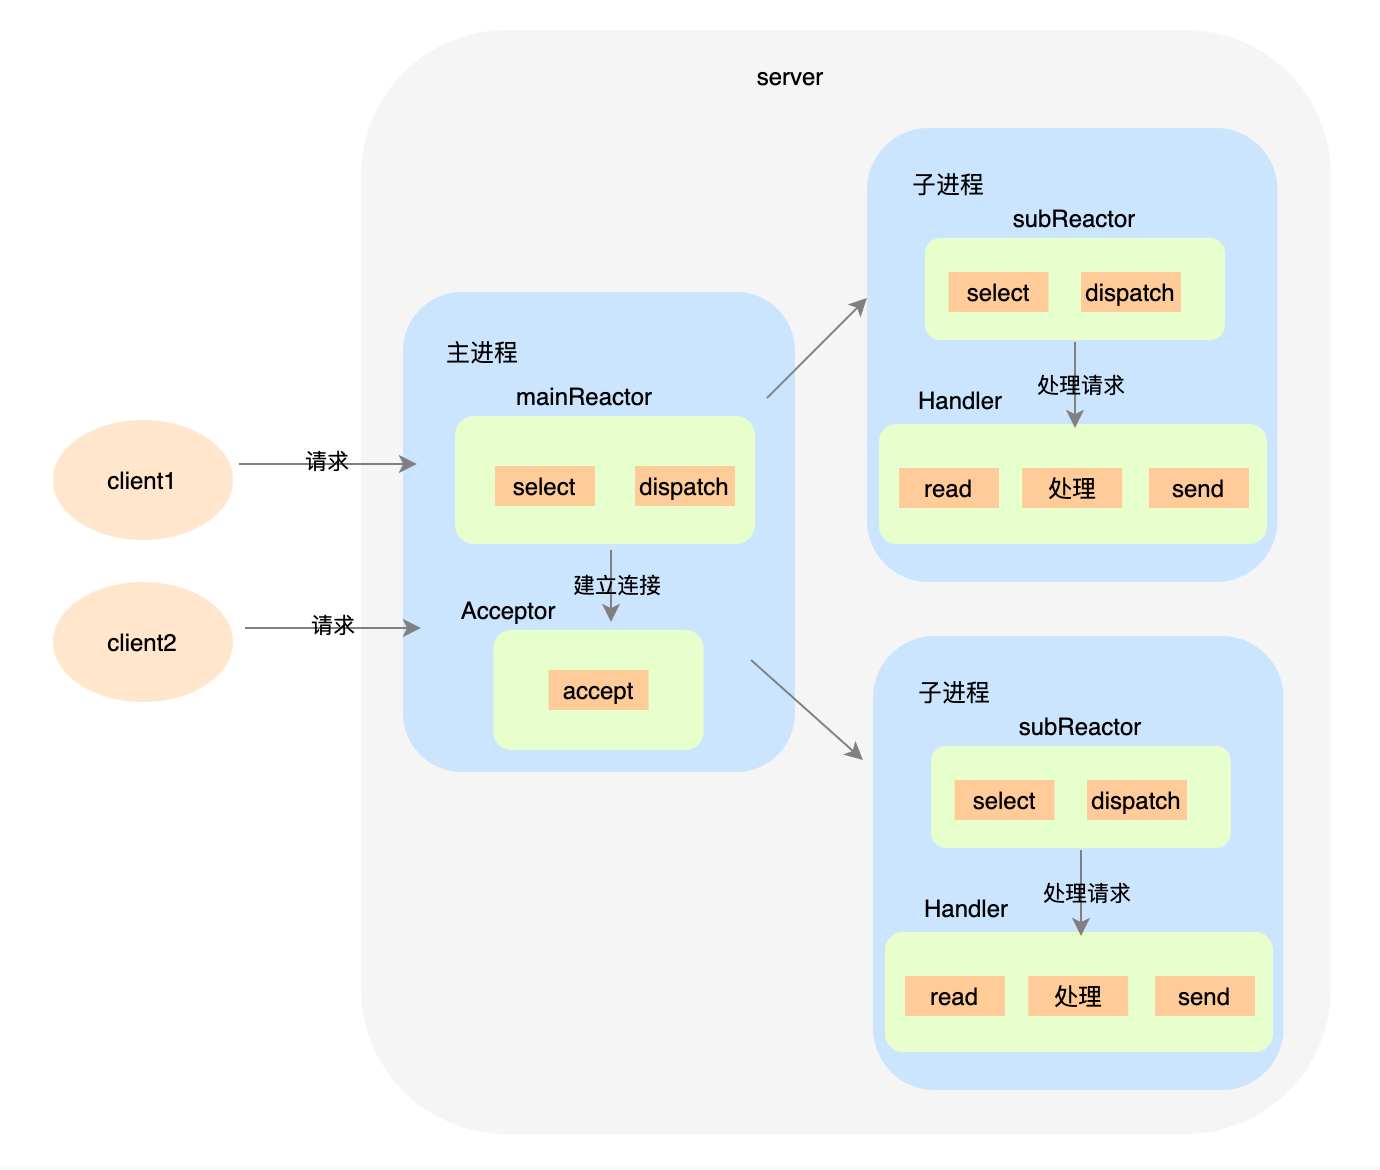 server
client1
请求
client2
请求
主进程
mainReactor
select
dispatch
建立连接
Acceptor
accept
子进程
subReactor
select
dispatch
处理请求
Handler
read
处理
send
子进程
subReactor
select
dispatch
处理请求
Handler
read
处理
send